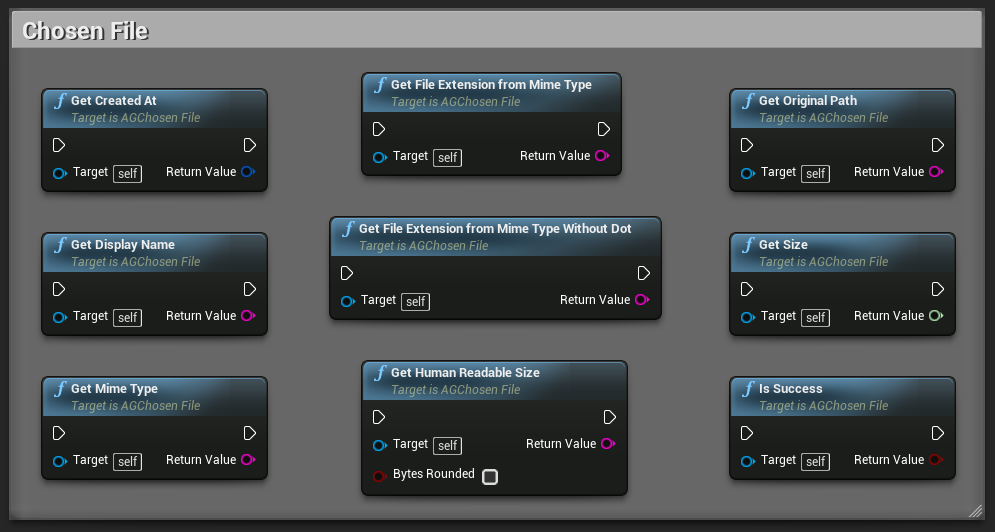 Chosen File
Get Created At
Target is AGChosen File
Target self Return Value
Get File Extension from Mime Type
Target is AGChosen File
Target self Return Value
Get Original Path
Target is AGChosen File
Target self Return Value
Get Display Name
Target is AGChosen File
Target self Return Value
Get File Extension from Mime Type Without Dot
Target is AGChosen File
Target self Return Value
Get Size
Target is AGChosen File
Target self Return Value
Get Mime Type
Target is AGChosen File
Target self Return Value
Get Human Readable Size
Target is AGChosen File
Target self Return Value
Bytes Rounded
Is Success
Target is AGChosen File
Target self Return Value